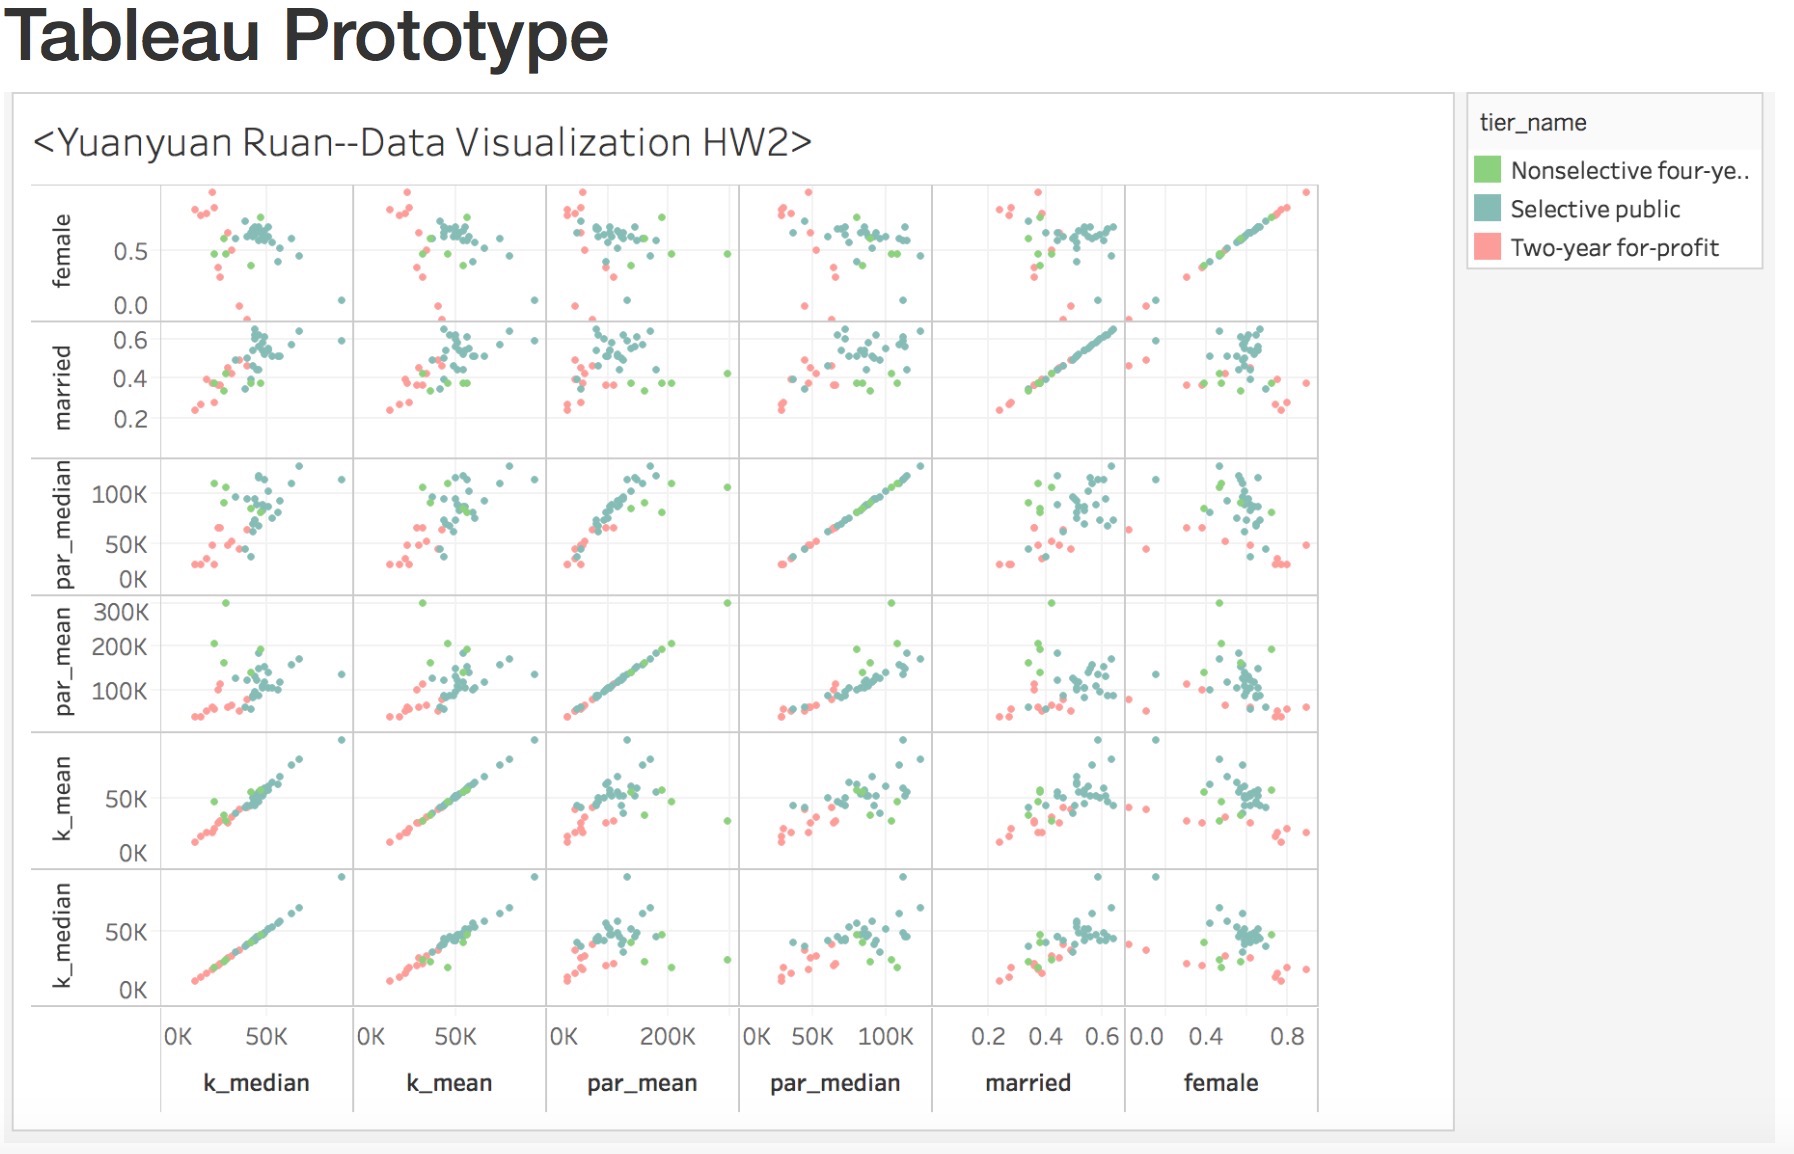 Tableau Prototype
<Yuanyuan Ruan--Data Visualization HW2>
tier_name
Nonselective four-ye..
Selective public
Two-year for-profit
female
0.5
0.0
married
0.6
0.4
0.2
par_median
100K
50K
0K
par_mean
300K
200K
100K
k_mean
50K
0K
k_median
50K
0K
0K 50K 0K 50K 0K 200K 0K 50K 100K 0.2 0.4 0.6 0.0 0.4 0.8
k_median k_mean par_mean par_median married female